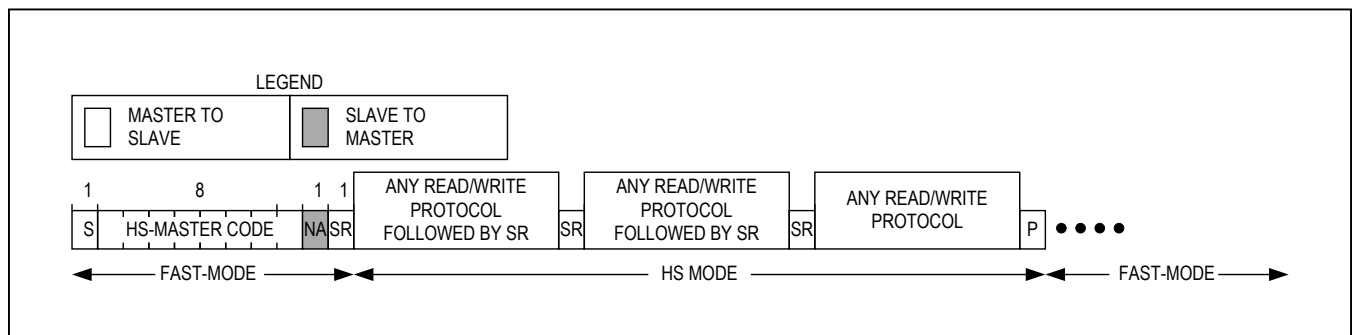 LEGEND
MASTER TO
SLAVE
SLAVE TO
MASTER
1 8 1 1
S HS-MASTER CODE NA SR
ANY READ/WRITE
PROTOCOL
FOLLOWED BY SR
SR
ANY READ/WRITE
PROTOCOL
FOLLOWED BY SR
SR
ANY READ/WRITE
PROTOCOL
P
FAST-MODE HS MODE FAST-MODE